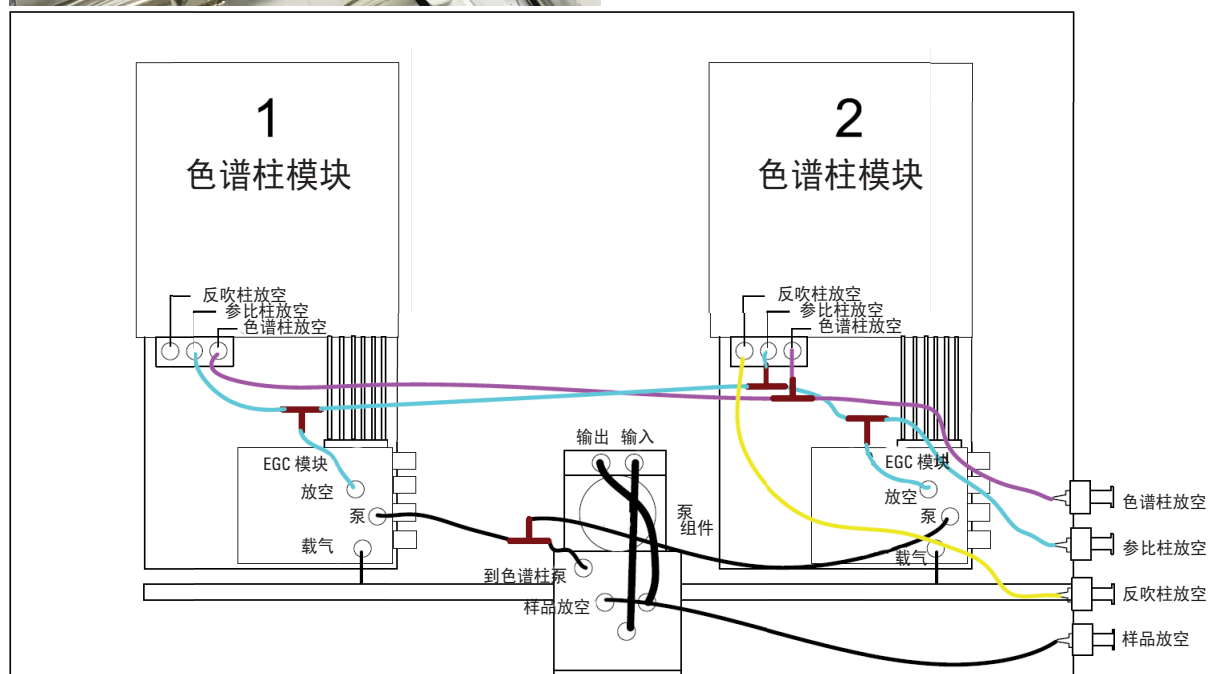 1
色谱柱模块
反吹柱放空
参比柱放空
色谱柱放空
EGC 模块
放空
泵
载气
输出 输入
泵
组件
到色谱柱泵
样品放空
2
色谱柱模块
反吹柱放空
参比柱放空
色谱柱放空
EGC 模块
放空
泵
载气
色谱柱放空
参比柱放空
反吹柱放空
样品放空